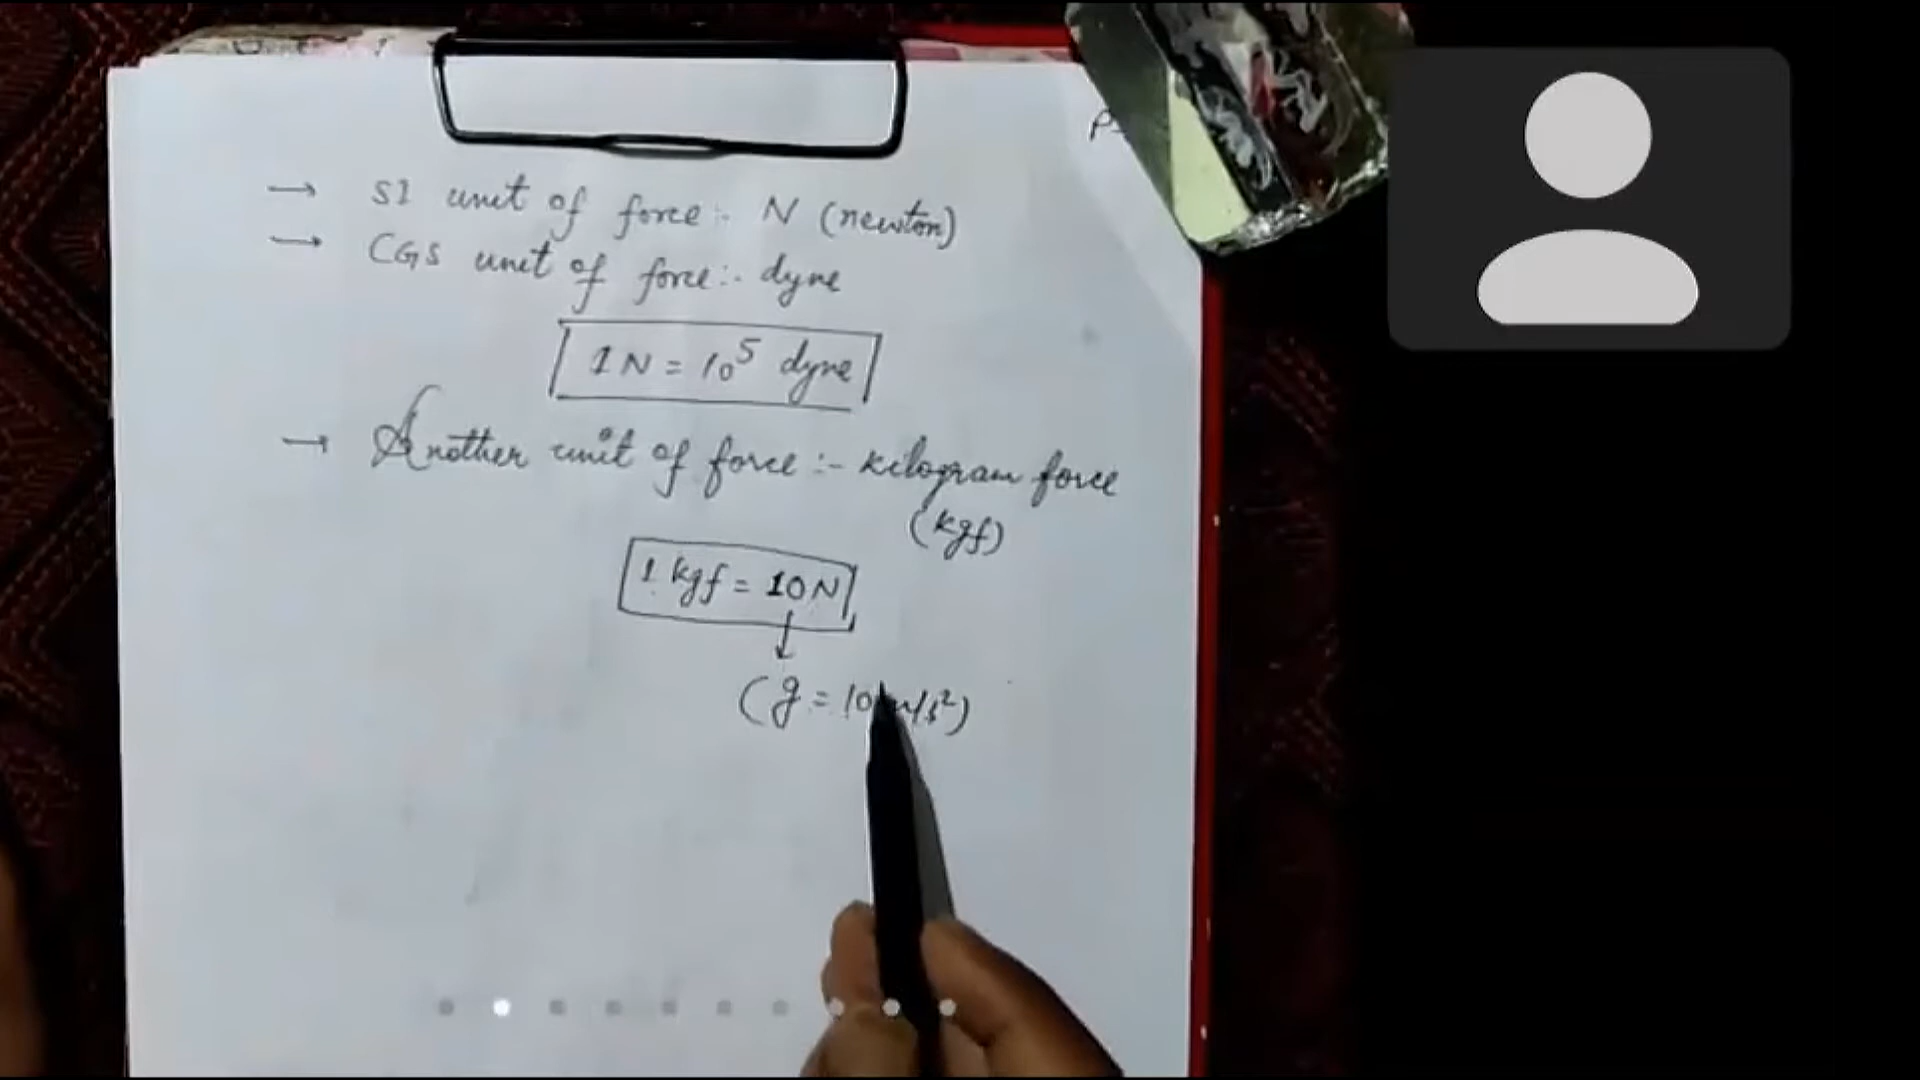 → SI unit of force:- N (newton)
→ CGS unit of force:- dyne
1 N = 10⁵ dyne
→ Another unit of force :- kilogram force
(kgf)
1 kgf = 10N
↓
(g = 10 m/s²)